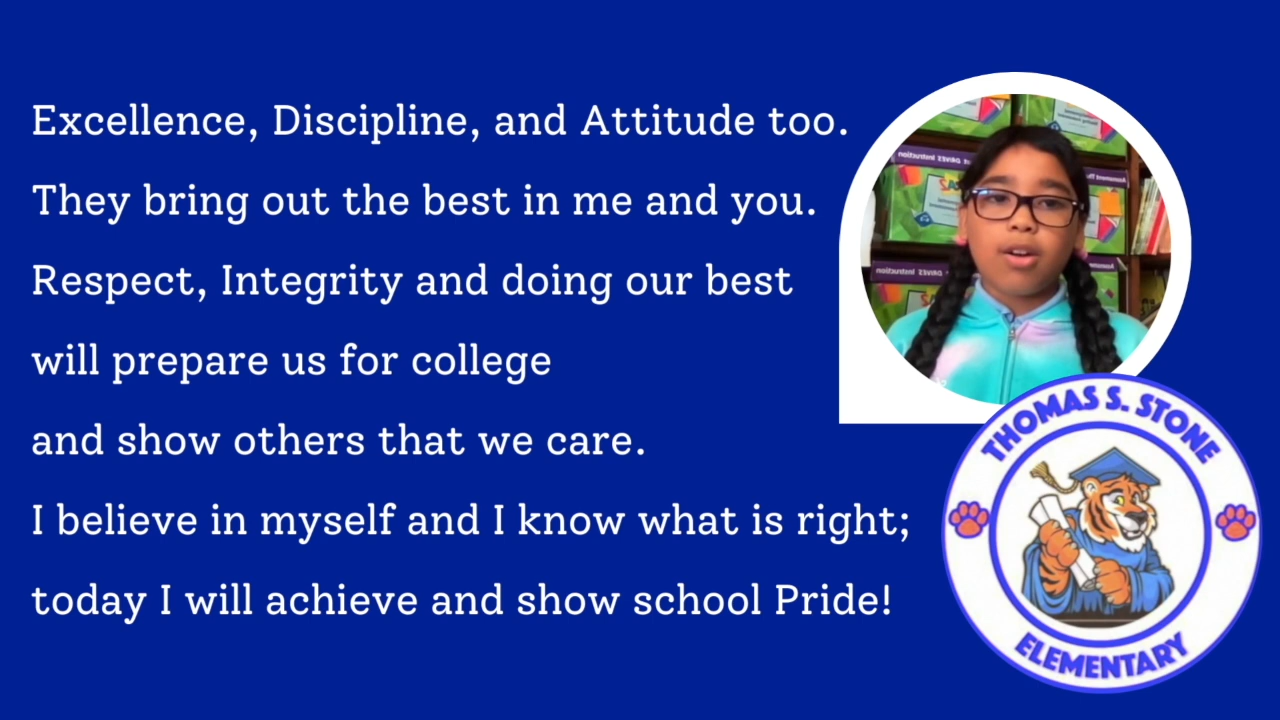 Excellence, Discipline, and Attitude too.
They bring out the best in me and you.
Respect, Integrity and doing our best
will prepare us for college
and show others that we care.
I believe in myself and I know what is right;
today I will achieve and show school Pride!
THOMAS S. STONE
ELEMENTARY